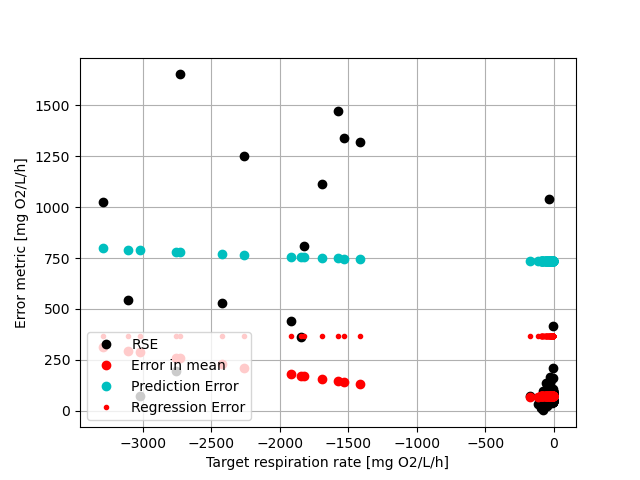 1500
1250
1000
750
500
250
0
Error metric [mg O2/L/h]
RSE
Error in mean
Prediction Error
Regression Error
−3000
−2500
−2000
−1500
−1000
−500
0
Target respiration rate [mg O2/L/h]